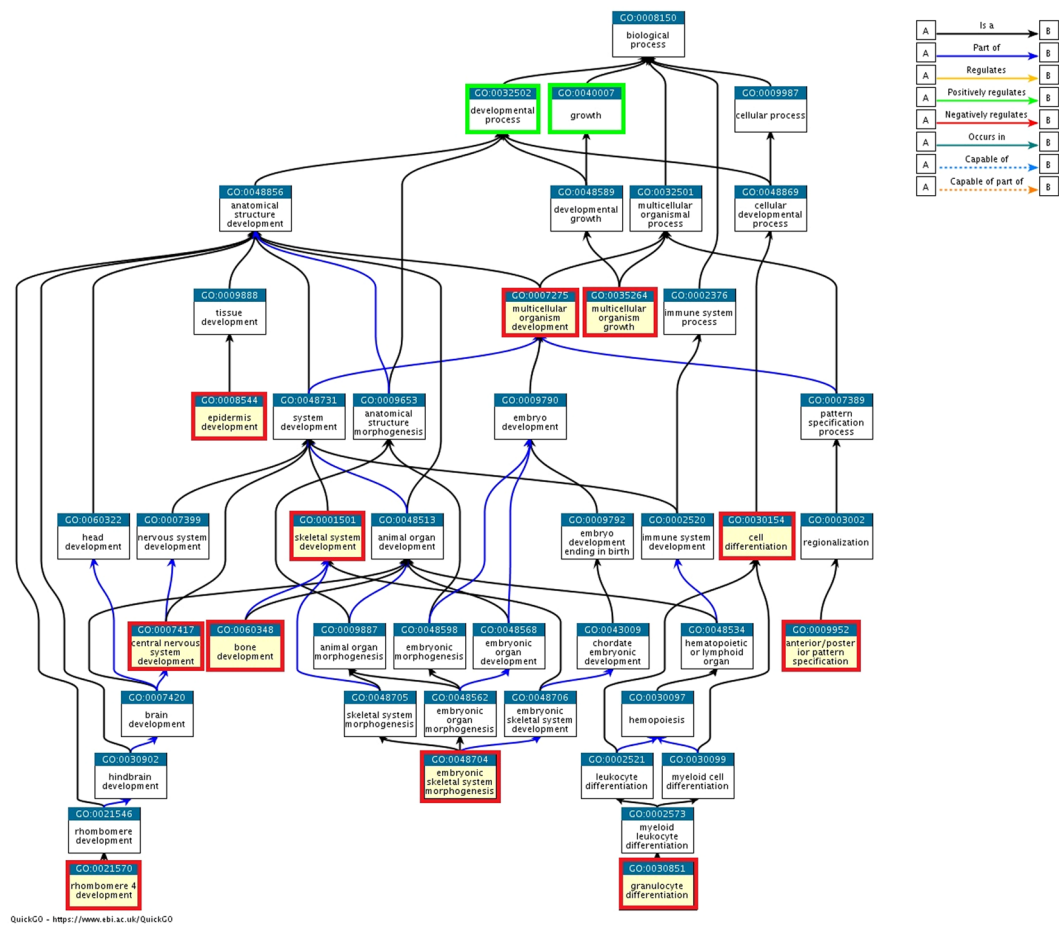 GO:0008150
biological
process
A Is a B
A Part of B
A Regulates B
A Positively regulates B
A Negatively regulates B
A Occurs in B
A Capable of B
A Capable of part of B
GO:0032502
developmental
process
GO:0040007
growth
GO:0009987
cellular process
GO:0048856
anatomical
structure
development
GO:0048589
developmental
growth
GO:0032501
multicellular
organismal
process
GO:0048869
cellular
developmental
process
GO:0009888
tissue
development
GO:0007275
multicellular
organism
development
GO:0035264
multicellular
organism
growth
GO:0002376
immune system
process
GO:0008544
epidermis
development
GO:0048731
system
development
GO:0009653
anatomical
structure
morphogenesis
GO:0009790
embryo
development
GO:0007389
pattern
specification
process
GO:0060322
head
development
GO:0007399
nervous system
development
GO:0001501
skeletal system
development
GO:0048513
animal organ
development
GO:0009792
embryo
development
ending in birth
GO:0002520
immune system
development
GO:0030154
cell
differentiation
GO:0003002
regionalization
GO:0007417
central nervous
system
development
GO:0060348
bone
development
GO:0009887
animal organ
morphogenesis
GO:0048598
embryonic
morphogenesis
GO:0048568
embryonic
organ
development
GO:0043009
chordate
embryonic
development
GO:0048534
hematopoietic
or lymphoid
organ
GO:0009952
anterior/poster
ior pattern
specification
GO:0007420
brain
development
GO:0048705
skeletal system
morphogenesis
GO:0048562
embryonic
organ
morphogenesis
GO:0048706
embryonic
skeletal system
development
GO:0030097
hemopoiesis
GO:0030902
hindbrain
development
GO:0048704
embryonic
skeletal system
morphogenesis
GO:0002521
leukocyte
differentiation
GO:0030099
myeloid cell
differentiation
GO:0021546
rhombomere
development
GO:0002573
myeloid
leukocyte
differentiation
GO:0021570
rhombomere 4
development
GO:0030851
granulocyte
differentiation
QuickGO - https://www.ebi.ac.uk/QuickGO